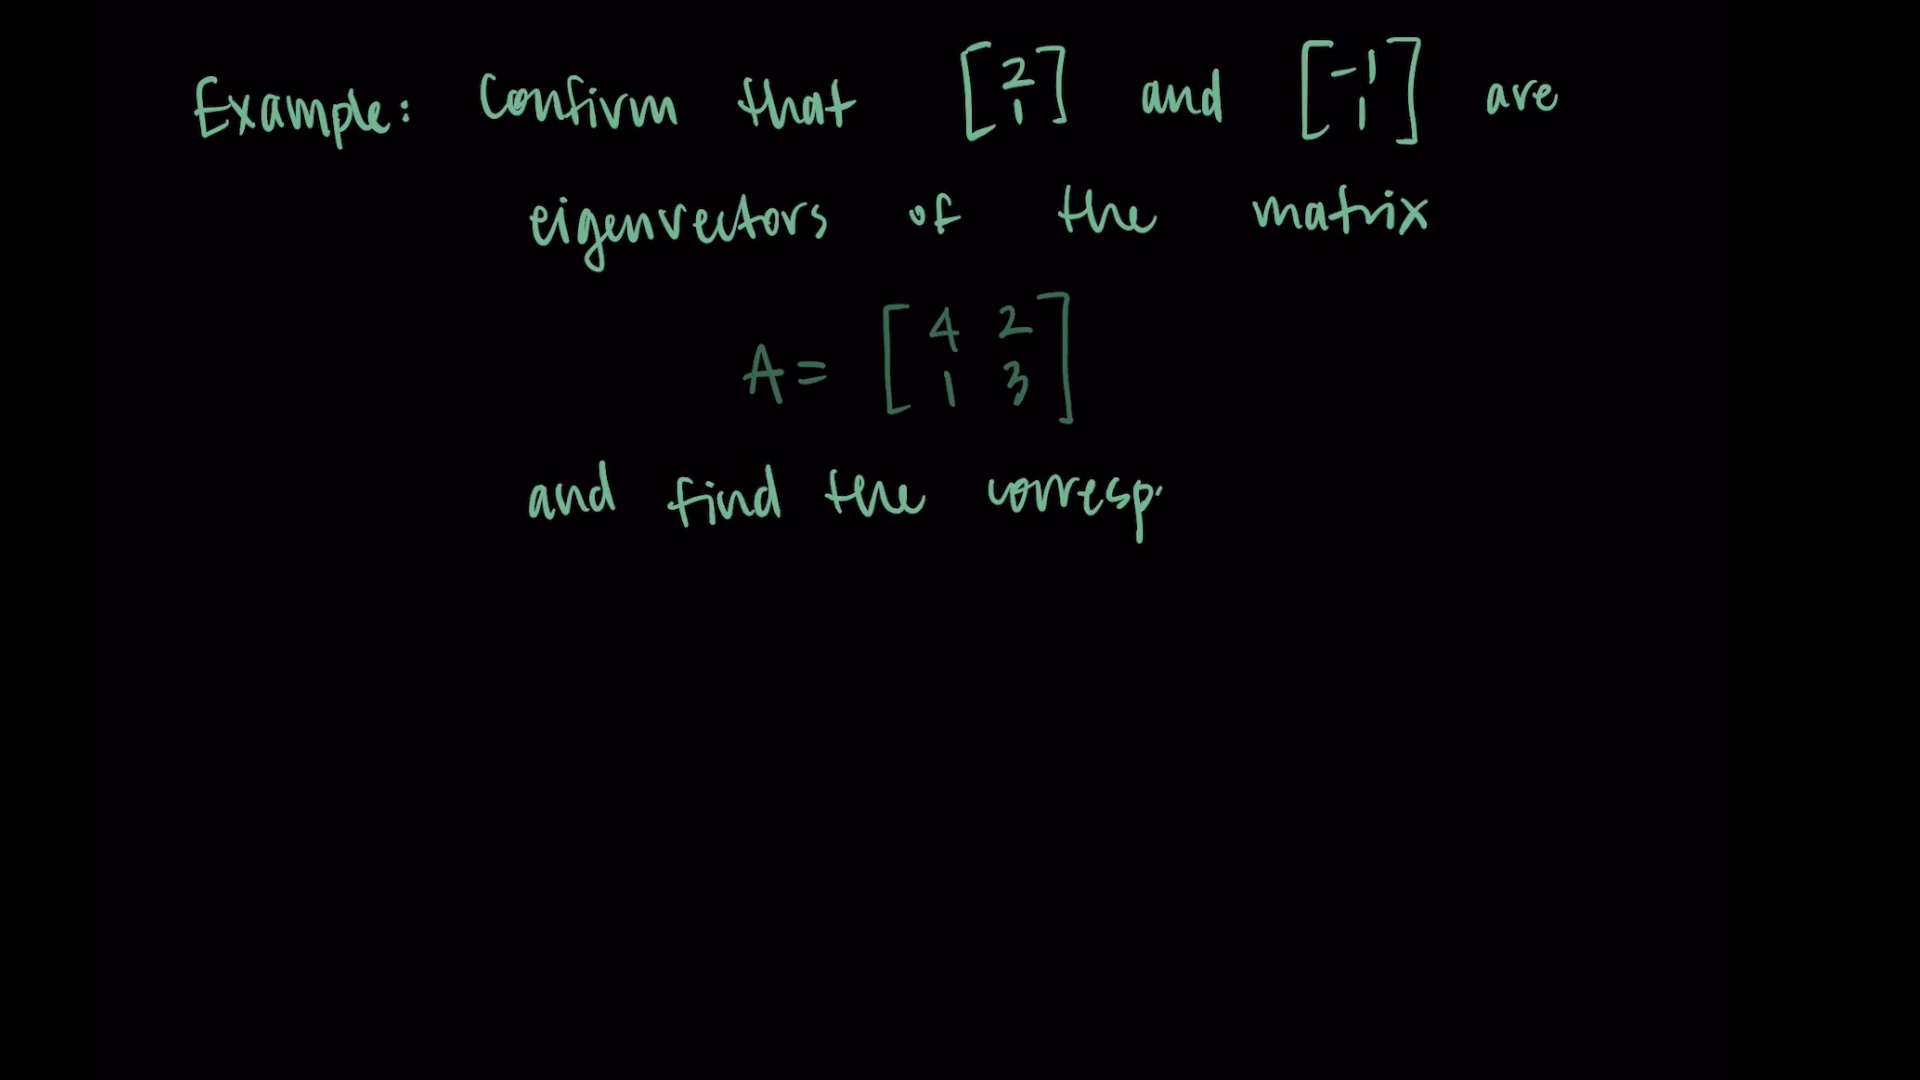 Example: Confirm that [2 1] and [-1 1] are
eigenvectors of the matrix
A = [4 2
1 3]
and find the corresp